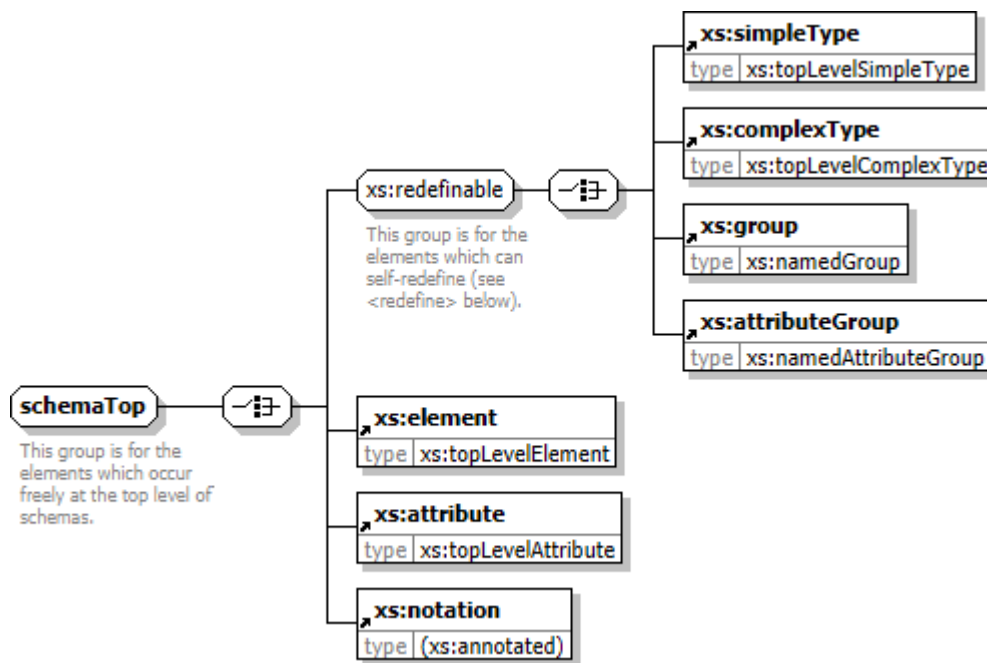 xs:simpleType
type xs:topLevelSimpleType
xs:complexType
type xs:topLevelComplexType
xs:redefinable
This group is for the
elements which can
self-redefine (see
<redefine> below).
xs:group
type xs:namedGroup
xs:attributeGroup
type xs:namedAttributeGroup
schemaTop
This group is for the
elements which occur
freely at the top level of
schemas.
xs:element
type xs:topLevelElement
xs:attribute
type xs:topLevelAttribute
xs:notation
type (xs:annotated)